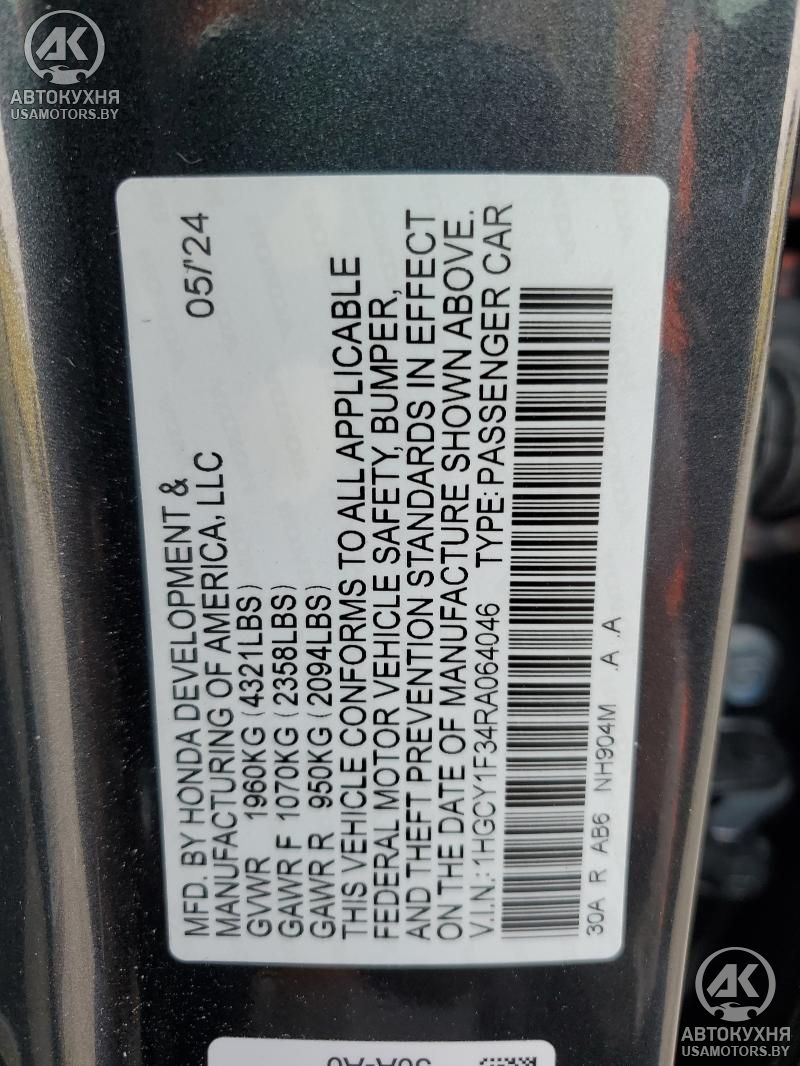 АК
АВТОКУХНЯ
USAMOTORS.BY
MFD. BY HONDA DEVELOPMENT & 05/'24
MANUFACTURING OF AMERICA, LLC
GVWR 1960KG (4321LBS)
GAWR F 1070KG (2358LBS)
GAWR R 950KG (2094LBS)
THIS VEHICLE CONFORMS TO ALL APPLICABLE
FEDERAL MOTOR VEHICLE SAFETY, BUMPER,
AND THEFT PREVENTION STANDARDS IN EFFECT
ON THE DATE OF MANUFACTURE SHOWN ABOVE.
V.I.N.:1HGCY1F34RA064046 TYPE:PASSENGER CAR
30A R AB6 NH904M .A .A
АК
АВТОКУХНЯ
USAMOTORS.BY